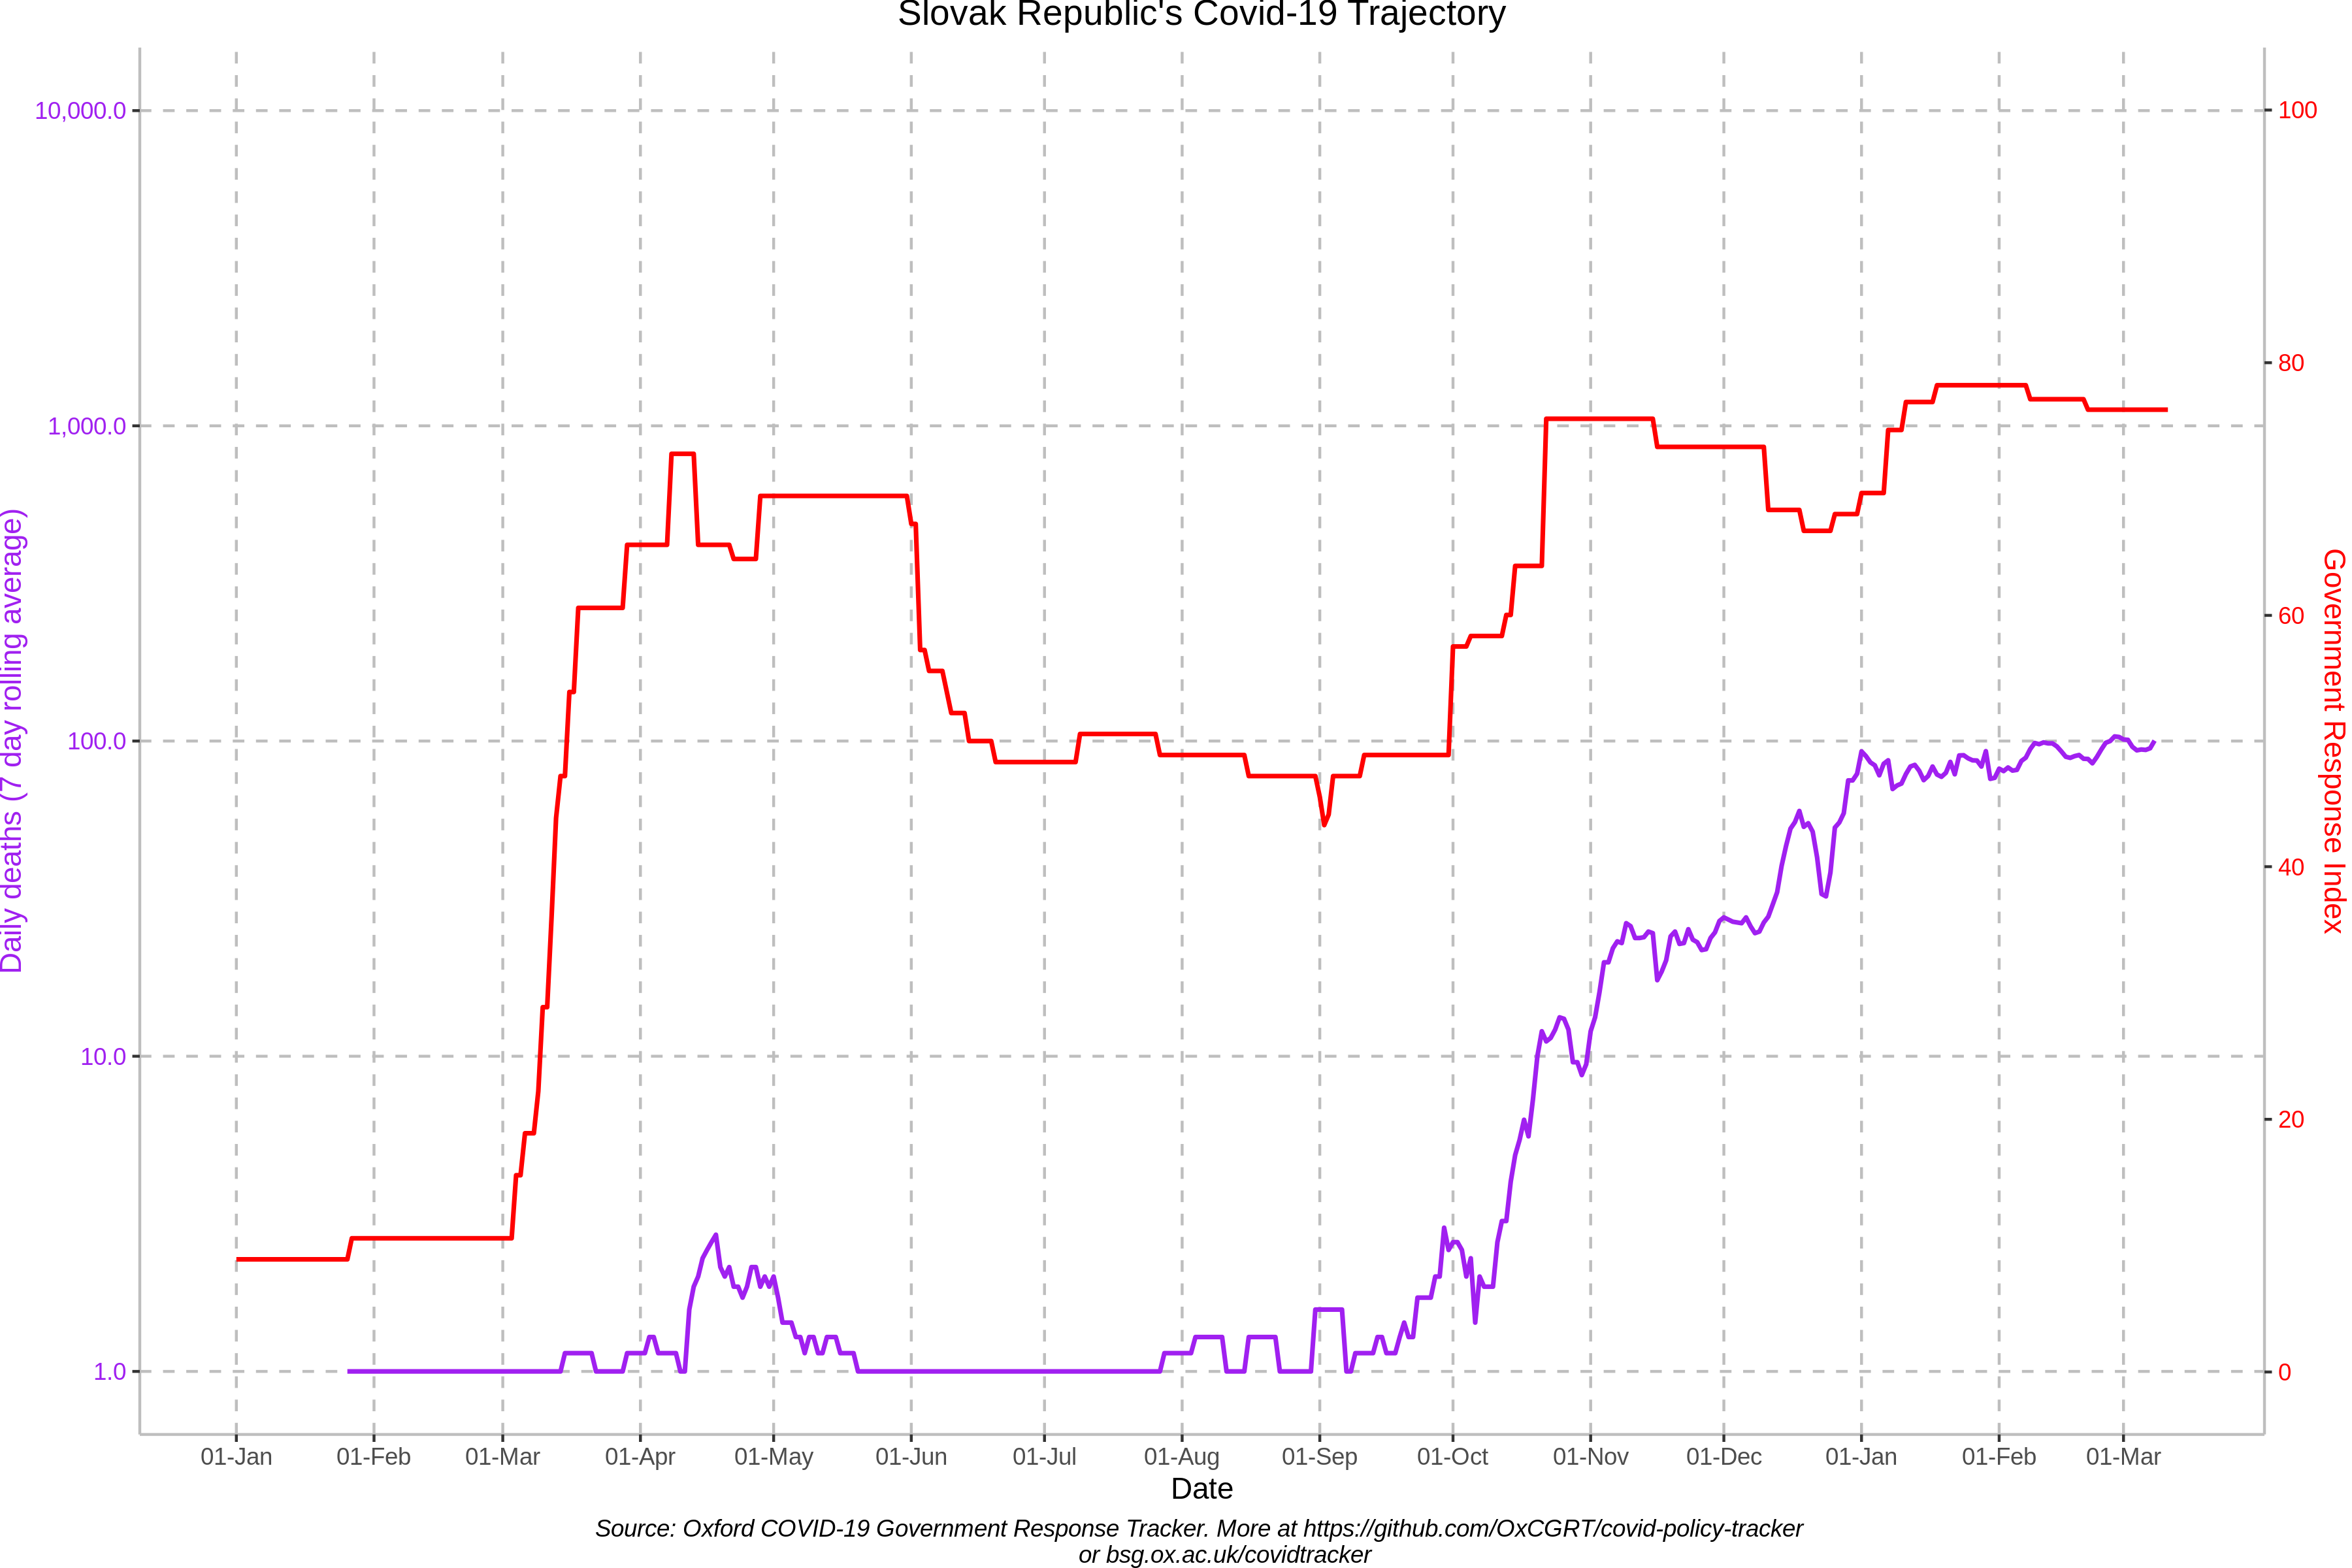 Slovak Republic's Covid-19 Trajectory
Daily deaths (7 day rolling average)
10,000.0
1,000.0
100.0
10.0
1.0
100
80
60
40
20
0
Government Response Index
01-Jan 01-Feb 01-Mar 01-Apr 01-May 01-Jun 01-Jul 01-Aug 01-Sep 01-Oct 01-Nov 01-Dec 01-Jan 01-Feb 01-Mar
Date
Source: Oxford COVID-19 Government Response Tracker. More at https://github.com/OxCGRT/covid-policy-tracker
or bsg.ox.ac.uk/covidtracker